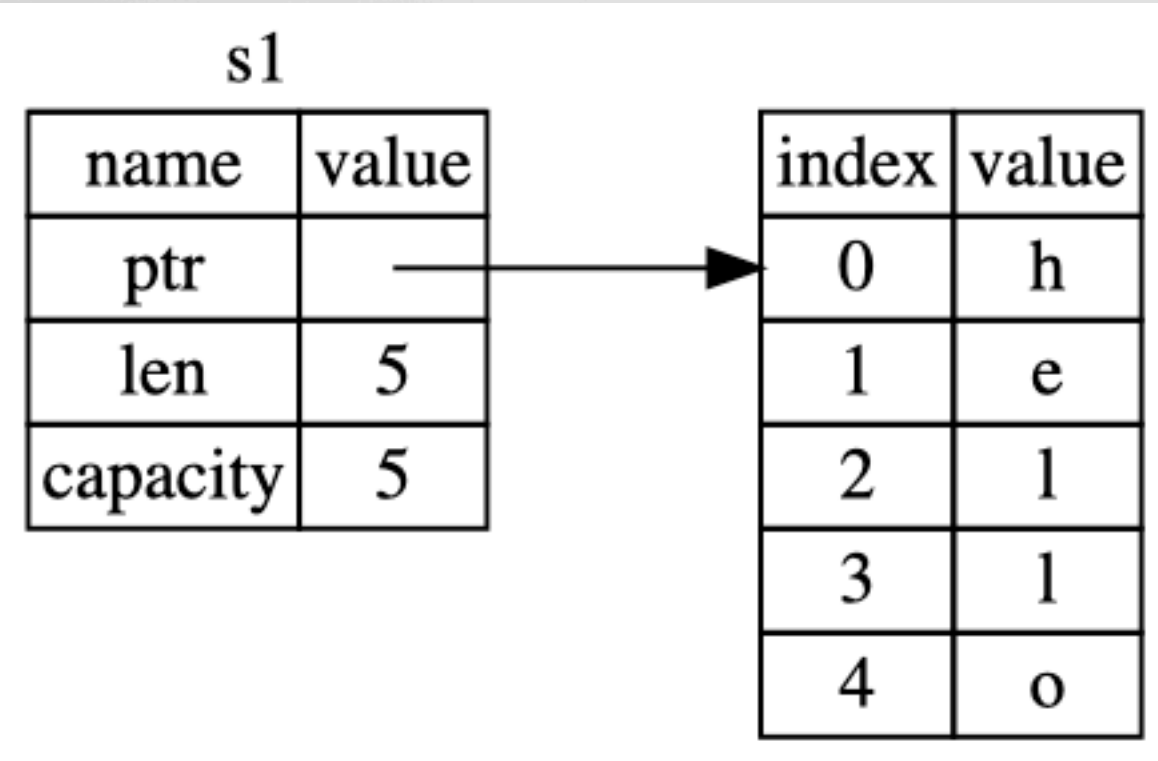 s1
name value
ptr
len 5
capacity 5
index value
0 h
1 e
2 l
3 l
4 o